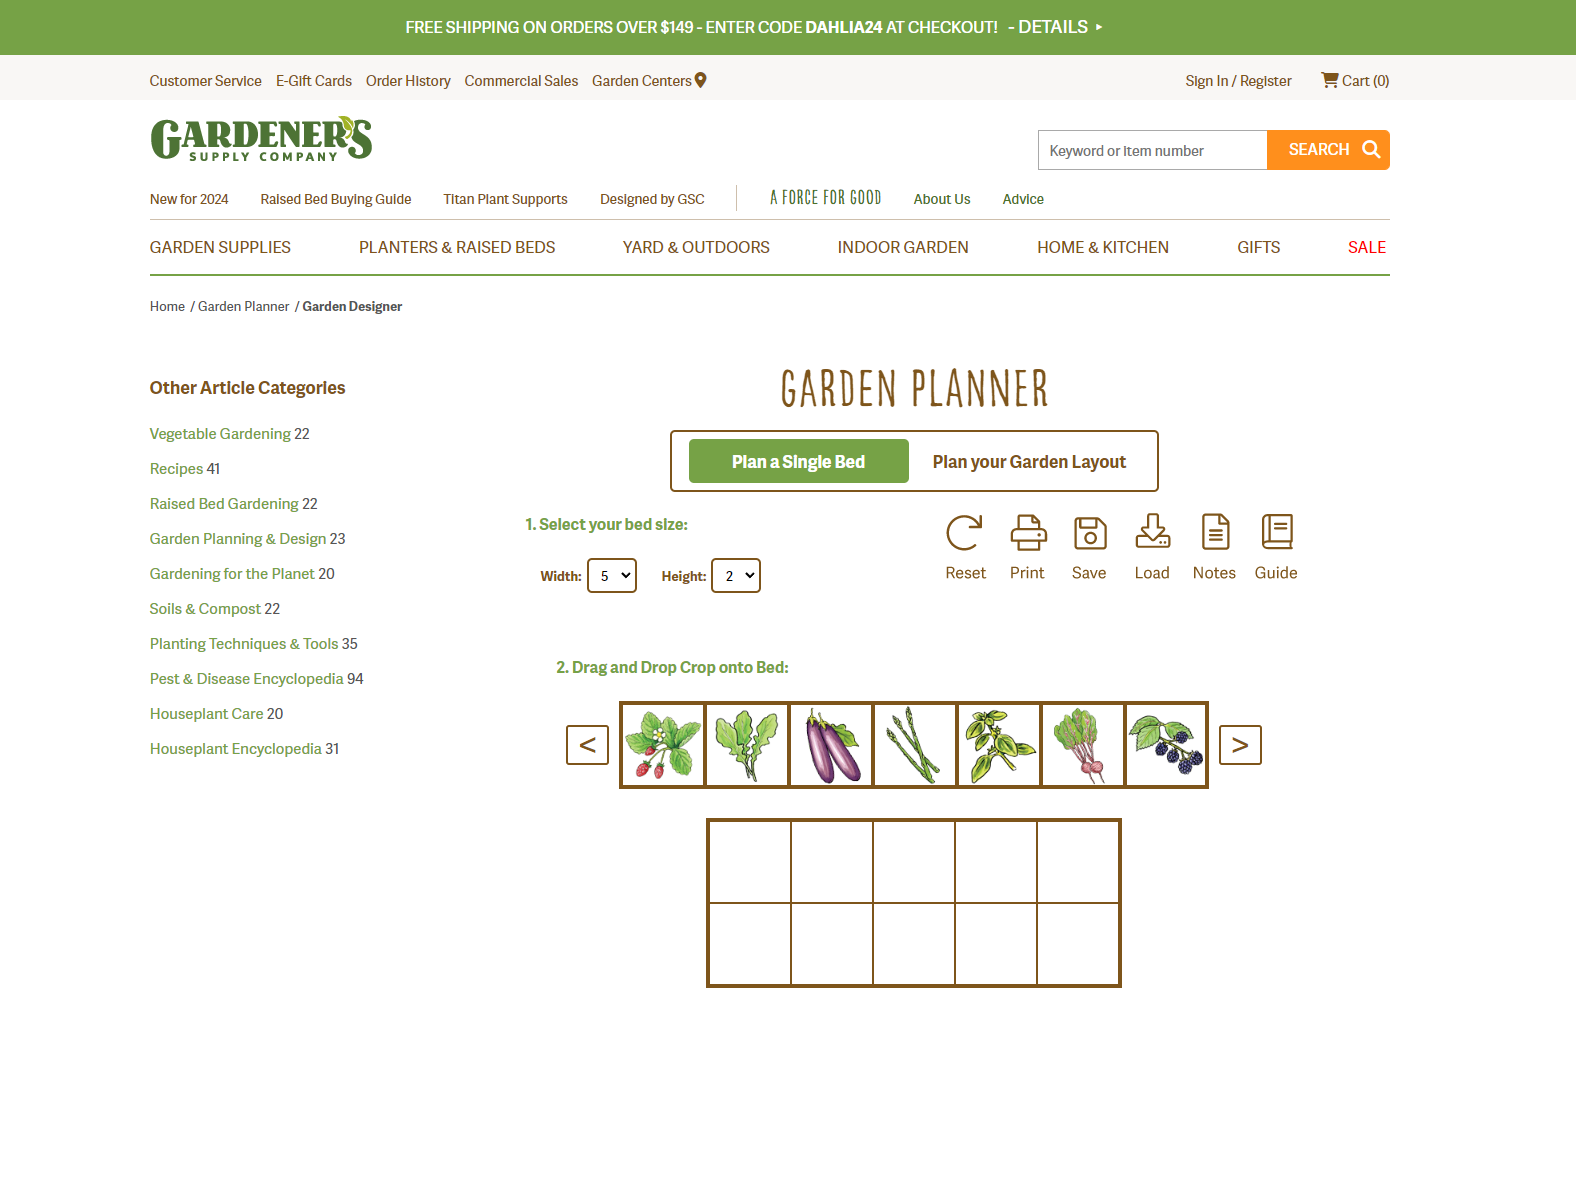 FREE SHIPPING ON ORDERS OVER $149 - ENTER CODE DAHLIA24 AT CHECKOUT! - DETAILS ▸
Customer Service E-Gift Cards Order History Commercial Sales Garden Centers Sign In / Register Cart (0)
GARDENER'S
SUPPLY COMPANY
Keyword or item number SEARCH
New for 2024 Raised Bed Buying Guide Titan Plant Supports Designed by GSC A FORCE FOR GOOD About Us Advice
GARDEN SUPPLIES PLANTERS & RAISED BEDS YARD & OUTDOORS INDOOR GARDEN HOME & KITCHEN GIFTS SALE
Home / Garden Planner / Garden Designer
Other Article Categories
Vegetable Gardening 22
Recipes 41
Raised Bed Gardening 22
Garden Planning & Design 23
Gardening for the Planet 20
Soils & Compost 22
Planting Techniques & Tools 35
Pest & Disease Encyclopedia 94
Houseplant Care 20
Houseplant Encyclopedia 31
GARDEN PLANNER
Plan a Single Bed Plan your Garden Layout
1. Select your bed size:
Width: 5 Height: 2
Reset Print Save Load Notes Guide
2. Drag and Drop Crop onto Bed:
< >